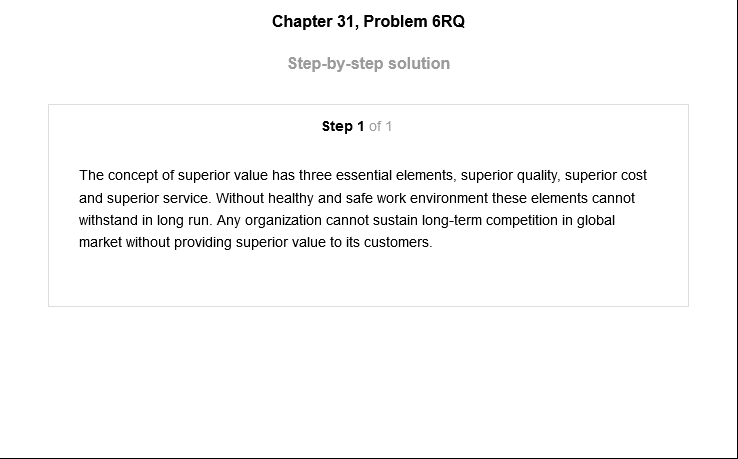 Chapter 31, Problem 6RQ
Step-by-step solution
Step 1 of 1
The concept of superior value has three essential elements, superior quality, superior cost
and superior service. Without healthy and safe work environment these elements cannot
withstand in long run. Any organization cannot sustain long-term competition in global
market without providing superior value to its customers.